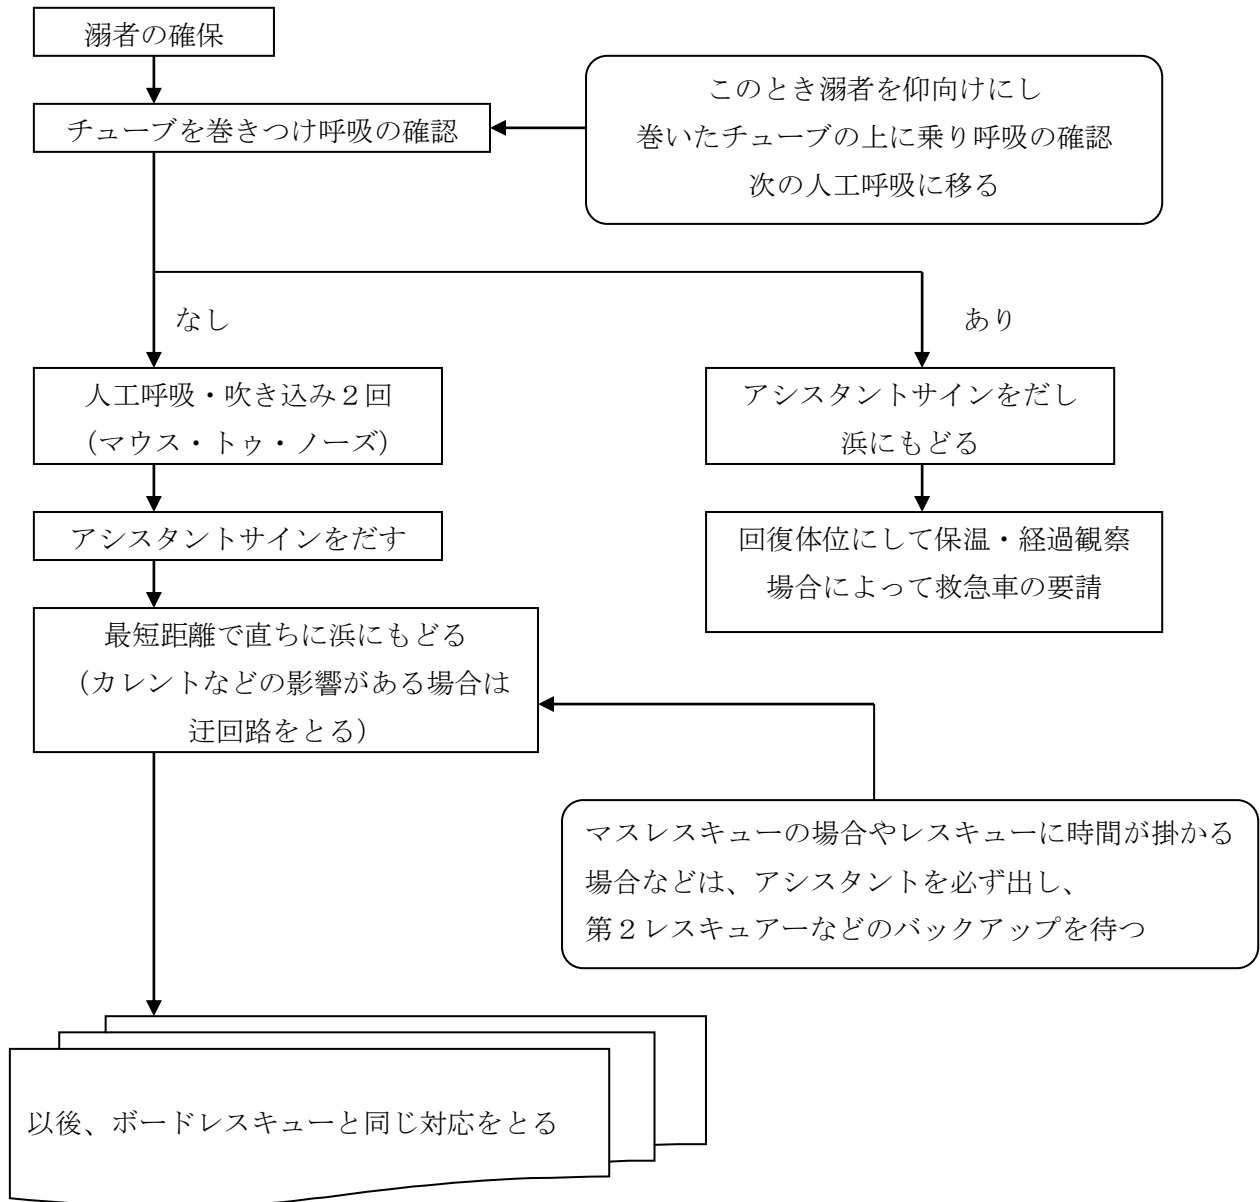 溺者の確保
チューブを巻きつけ呼吸の確認
このとき溺者を仰向けにし
巻いたチューブの上に乗り呼吸の確認
次の人工呼吸に移る
なし
あり
人工呼吸・吹き込み２回
（マウス・トゥ・ノーズ）
アシスタントサインをだし
浜にもどる
アシスタントサインをだす
回復体位にして保温・経過観察
場合によって救急車の要請
最短距離で直ちに浜にもどる
（カレントなどの影響がある場合は
迂回路をとる）
マスレスキューの場合やレスキューに時間が掛かる
場合などは、アシスタントを必ず出し、
第２レスキュアーなどのバックアップを待つ
以後、ボードレスキューと同じ対応をとる